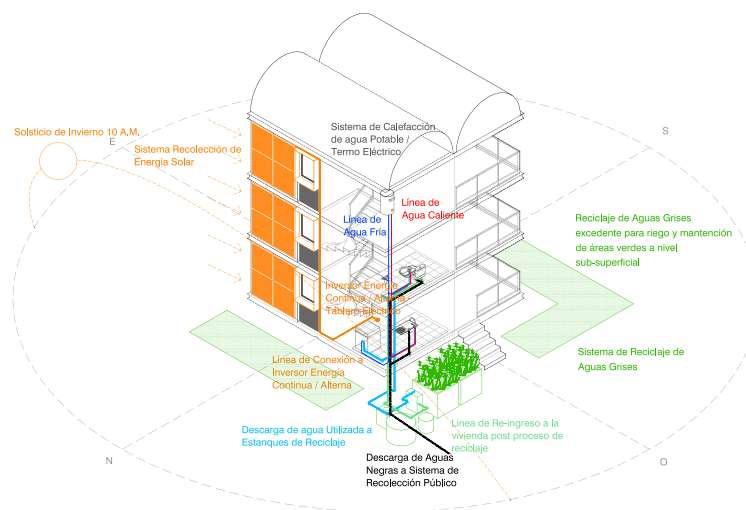 Solsticio de Invierno 10 A.M.
E
Sistema Recolección de
Energía Solar
Sistema de Calefacción
de agua Potable /
Termo Eléctrico
S
Línea de
Agua Caliente
Línea de
Agua Fría
Reciclaje de Aguas Grises
excedente para riego y mantención
de áreas verdes a nivel
sub-superficial
Inversor Energía
Continua / Alterna -
Tablero Eléctrico
Sistema de Reciclaje de
Aguas Grises
Línea de Conexión a
Inversor Energía
Continua / Alterna
Descarga de agua Utilizada a
Estanques de Reciclaje
Línea de Re-ingreso a la
vivienda post proceso de
reciclaje
N
Descarga de Aguas
Negras a Sistema de
Recolección Público
O